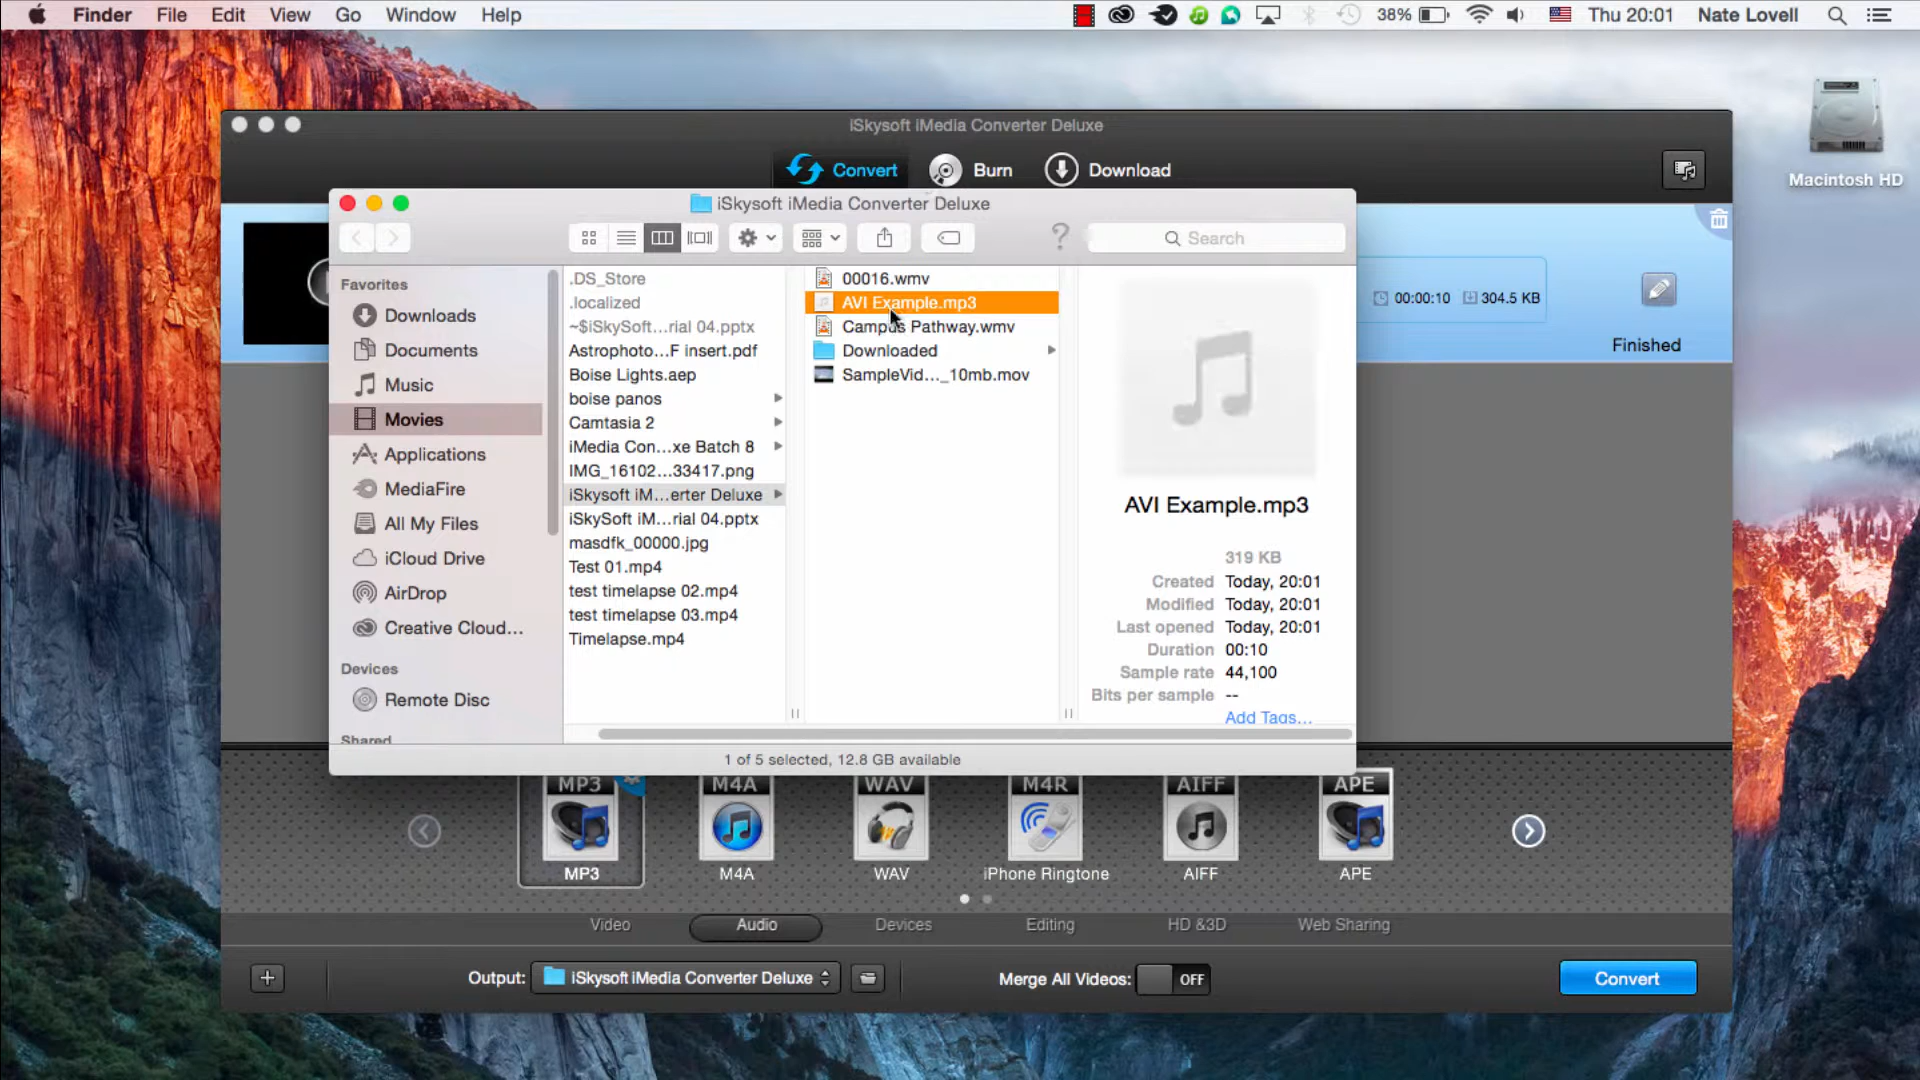 Finder File Edit View Go Window Help 38% Thu 20:01 Nate Lovell
Macintosh HD
iSkysoft iMedia Converter Deluxe
Convert Burn Download
iSkysoft iMedia Converter Deluxe
? Search
Favorites
Downloads
Documents
Music
Movies
Applications
MediaFire
All My Files
iCloud Drive
AirDrop
Creative Cloud...
Devices
Remote Disc
Shared
.DS_Store
.localized
~$iSkySoft...rial 04.pptx
Astrophoto...F insert.pdf
Boise Lights.aep
boise panos
Camtasia 2
iMedia Con...xe Batch 8
IMG_16102...33417.png
iSkysoft iM...erter Deluxe
iSkySoft iM...rial 04.pptx
masdfk_00000.jpg
Test 01.mp4
test timelapse 02.mp4
test timelapse 03.mp4
Timelapse.mp4
00016.wmv
AVI Example.mp3
Campus Pathway.wmv
Downloaded
SampleVid..._10mb.mov
AVI Example.mp3
319 KB
Created Today, 20:01
Modified Today, 20:01
Last opened Today, 20:01
Duration 00:10
Sample rate 44,100
Bits per sample --
Add Tags...
1 of 5 selected, 12.8 GB available
00:00:10 304.5 KB
Finished
MP3 M4A WAV M4R AIFF APE
MP3 M4A WAV iPhone Ringtone AIFF APE
Video Audio Devices Editing HD &3D Web Sharing
Output: iSkysoft iMedia Converter Deluxe Merge All Videos: OFF Convert